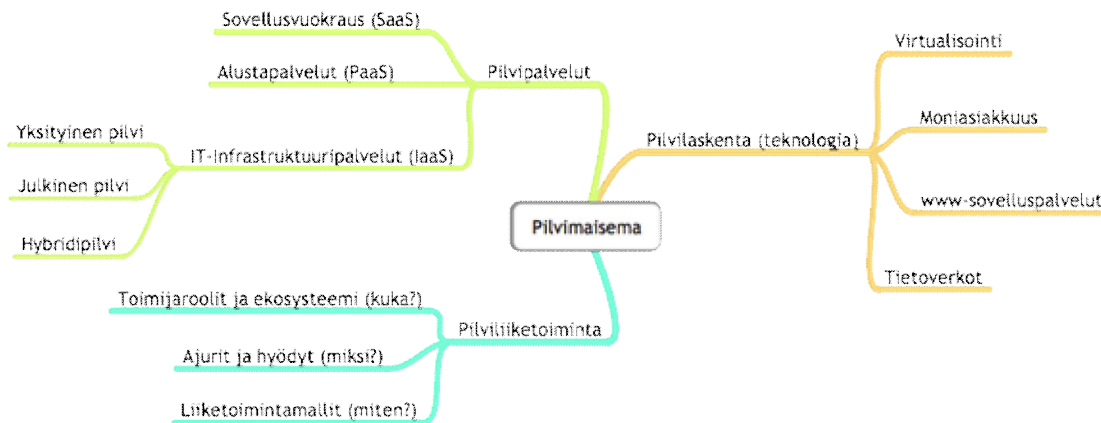 Sovellusvuokraus (SaaS)
Alustapalvelut (PaaS)
Pilvipalvelut
Yksityinen pilvi
IT-Infrastruktuuripalvelut (IaaS)
Julkinen pilvi
Hybridipilvi
Virtualisointi
Moniasiakkuus
Pilvilaskenta (teknologia)
www-sovelluspalvelut
Tietoverkot
Pilvimaisema
Toimijaroolit ja ekosysteemi (kuka?)
Pilviliiketoiminta
Ajurit ja hyödyt (miksi?)
Liiketoimintamallit (miten?)